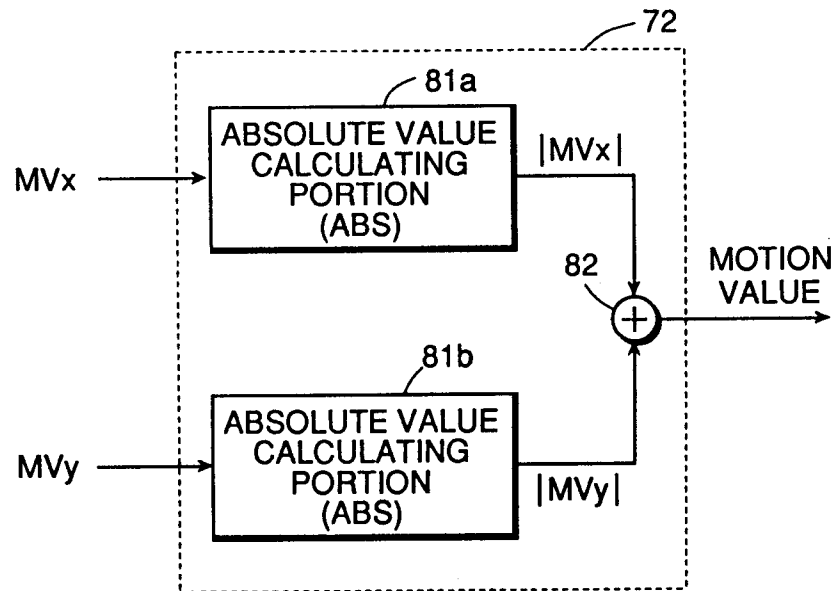 72
81a
ABSOLUTE VALUE
CALCULATING
PORTION
(ABS)
MVx
|MVx|
82
MOTION
VALUE
+
81b
ABSOLUTE VALUE
CALCULATING
PORTION
(ABS)
MVy
|MVy|